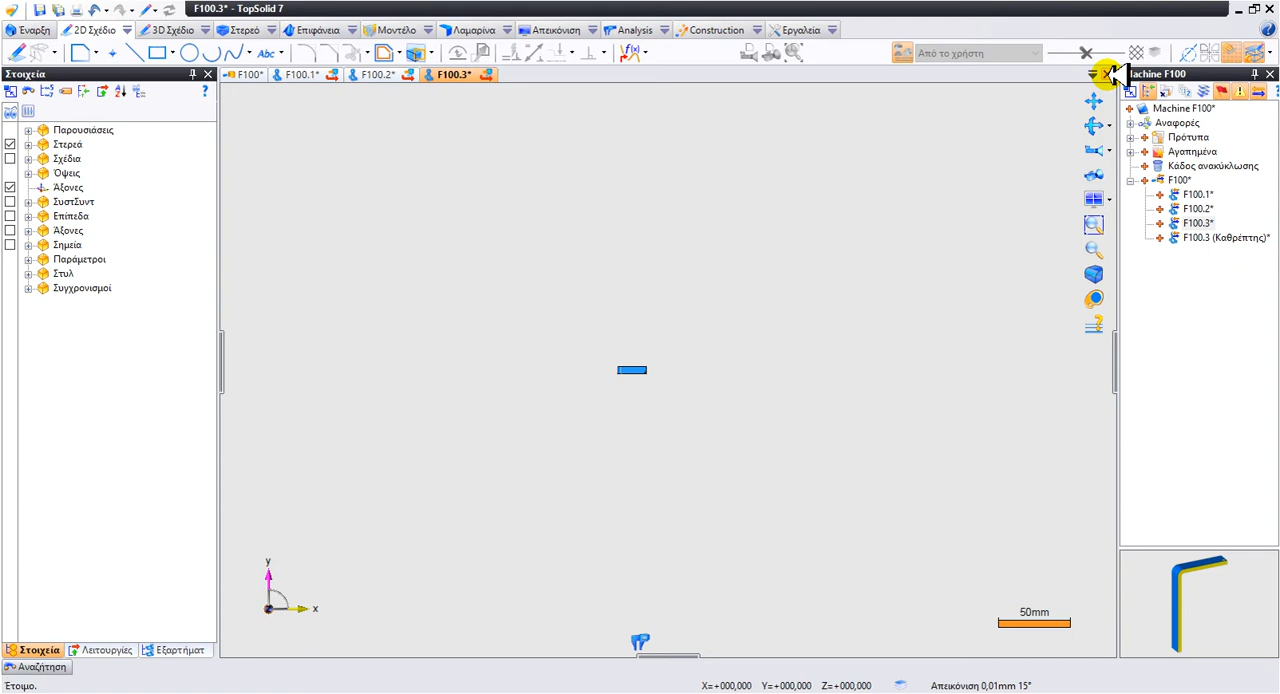 F100.3* - TopSolid 7
Έναρξη
2D Σχέδιο
3D Σχέδιο
Στερεό
Επιφάνεια
Μοντέλο
Λαμαρίνα
Απεικόνιση
Analysis
Construction
Εργαλεία
Abc
f(x)
Από το χρήστη
Στοιχεία
F100*
F100.1*
F100.2*
F100.3*
Machine F100
Παρουσιάσεις
Στερεά
Σχέδια
Όψεις
Άξονες
ΣυστΣυντ
Επίπεδα
Άξονες
Σημεία
Παράμετροι
Στυλ
Συγχρονισμοί
Machine F100*
Αναφορές
Πρότυπα
Αγαπημένα
Κάδος ανακύκλωσης
F100*
F100.1*
F100.2*
F100.3*
F100.3 (Καθρέπτης)*
y
x
50mm
Στοιχεία
Λειτουργίες
Εξαρτήματ
Αναζήτηση
Έτοιμο.
X=+000,000
Y=+000,000
Z=+000,000
Απεικόνιση 0,01mm 15°